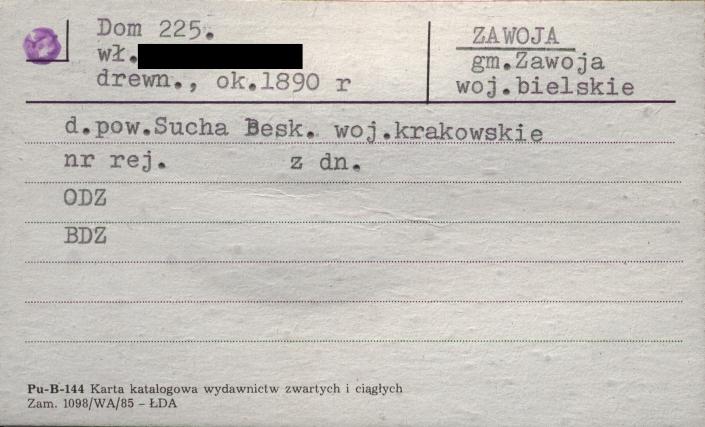 Dom 225.
wł.
drewn., ok.1890 r
ZAWOJA
gm.Zawoja
woj.bielskie
d.pow.Sucha Besk. woj.krakowskie
nr rej. z dn.
ODZ
BDZ
Pu-B-144 Karta katalogowa wydawnictw zwartych i ciągłych
Zam. 1098/WA/85 – ŁDA